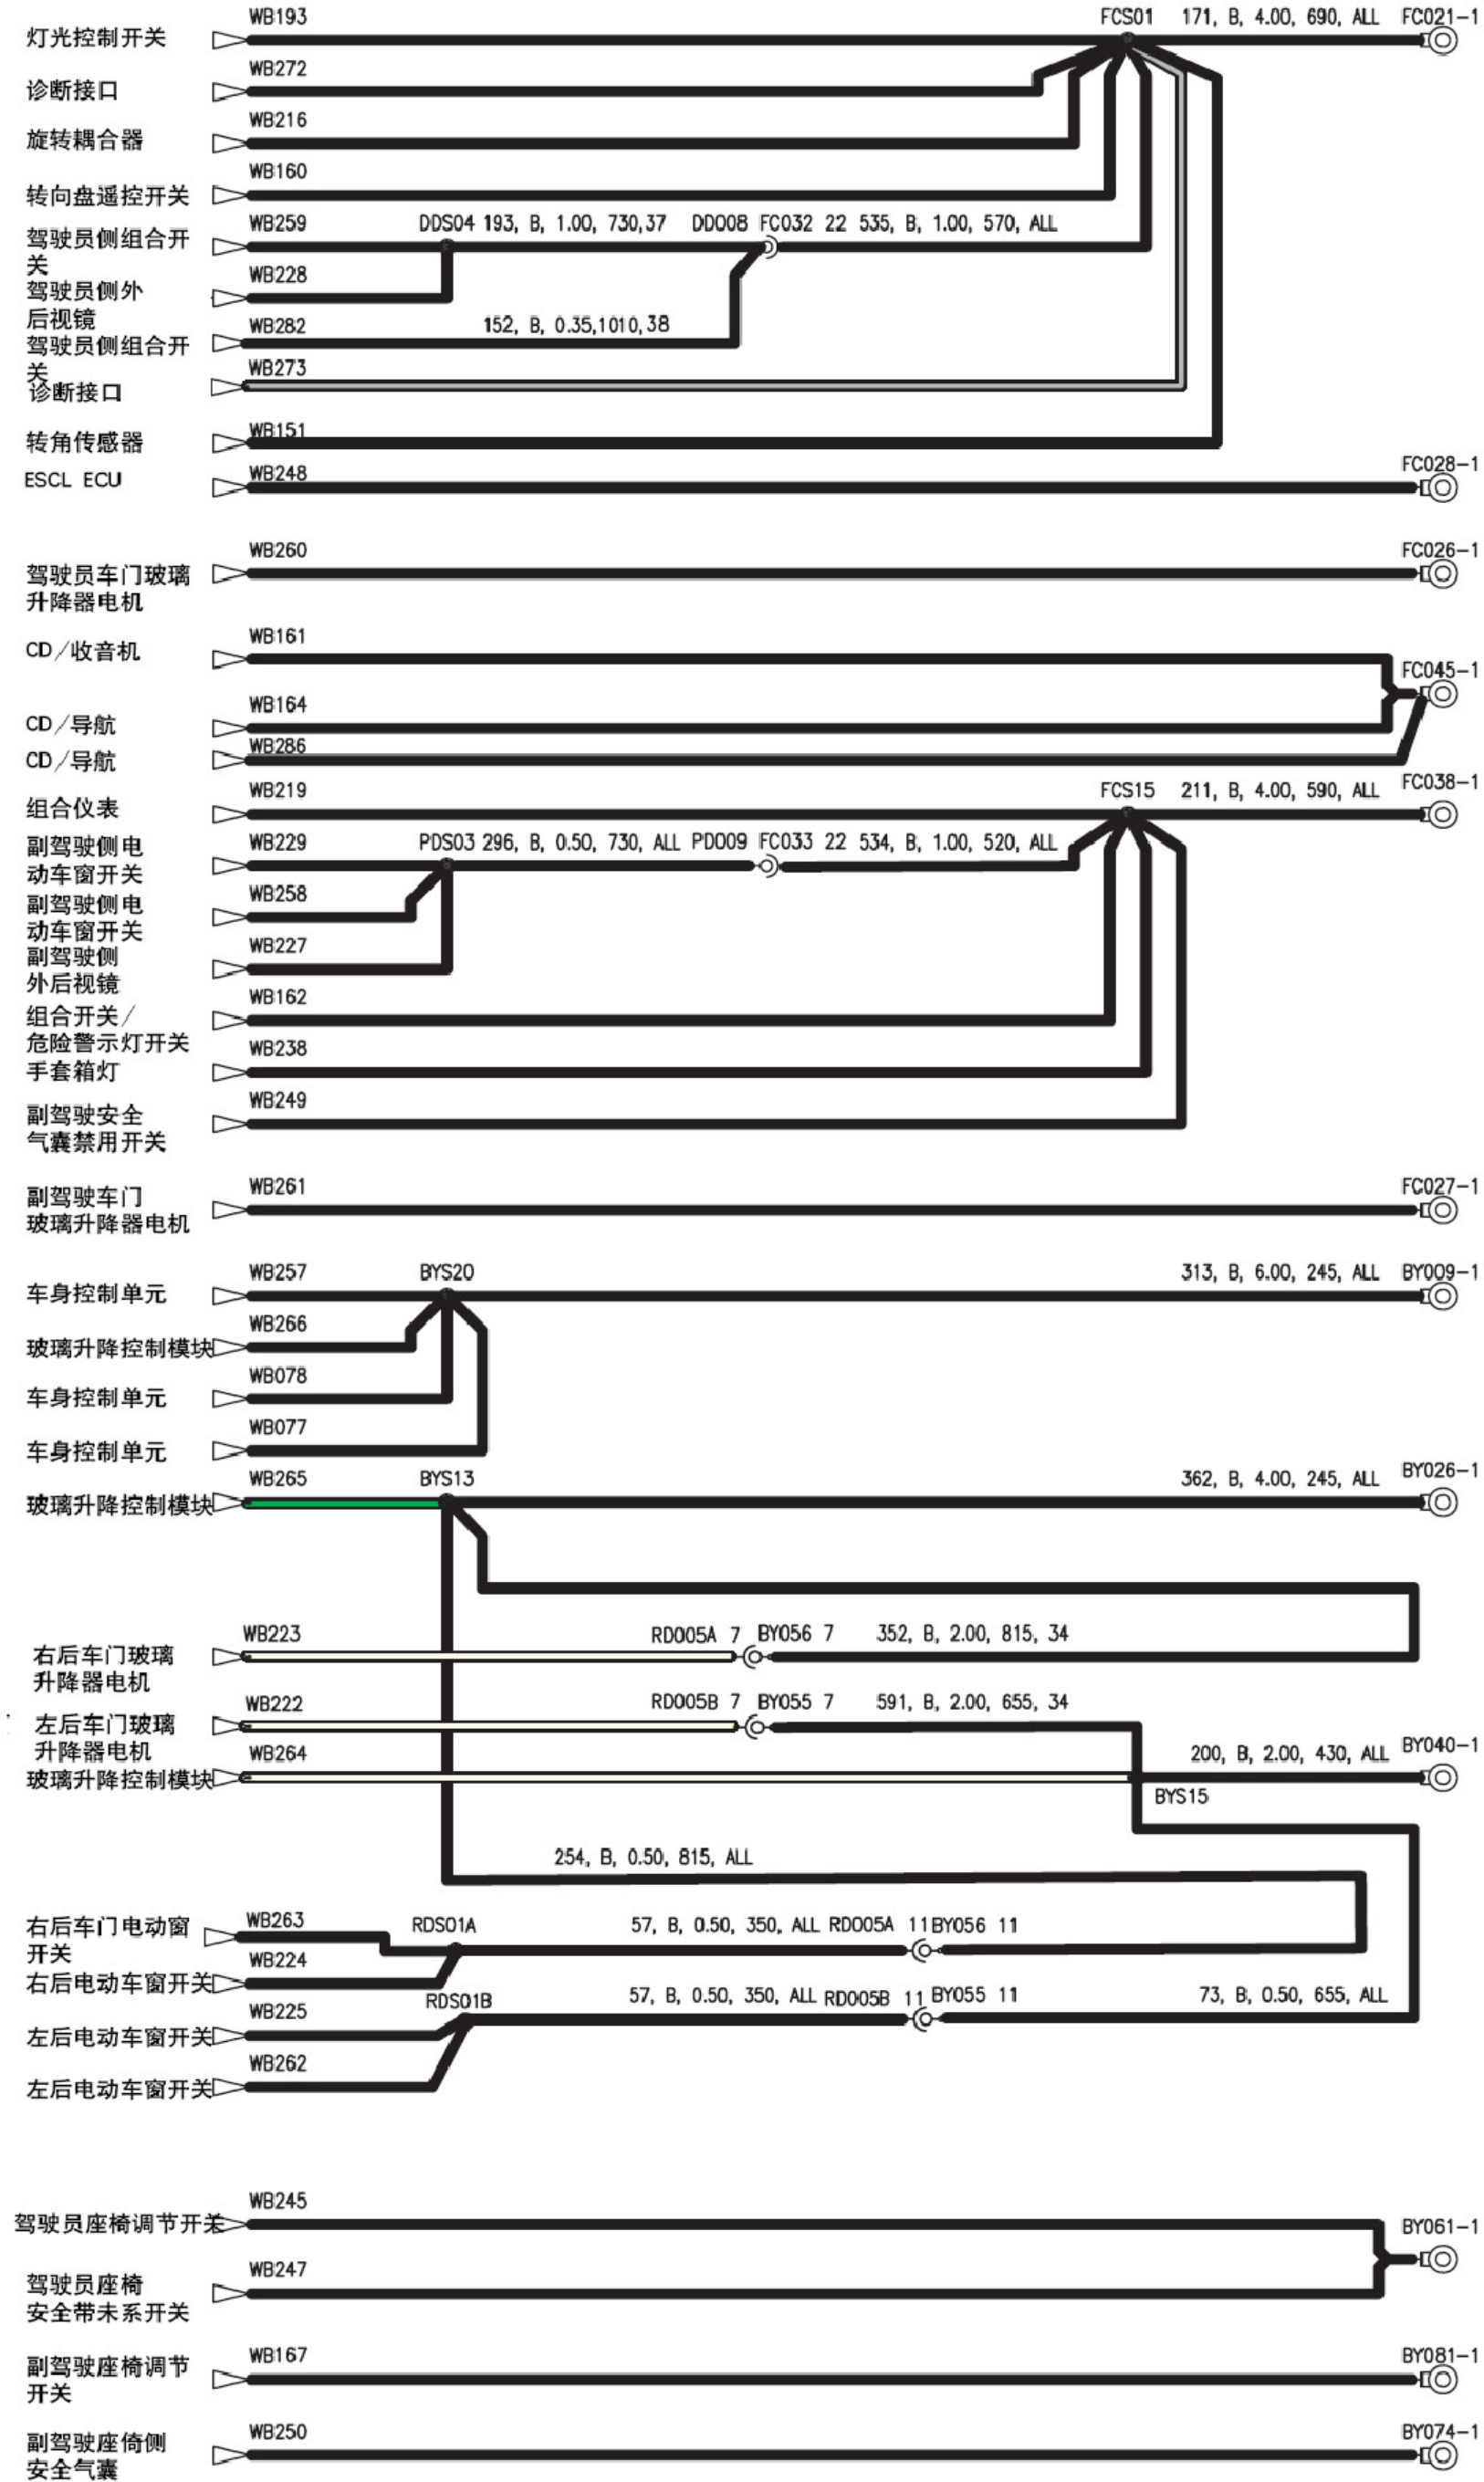 WB193
FCS01 171, B, 4.00, 690, ALL FC021-1
灯光控制开关
WB272
诊断接口
WB216
旋转耦合器
WB160
转向盘遥控开关
WB259
DDS04 193, B, 1.00, 730,37 DD008 FC032 22 535, B, 1.00, 570, ALL
驾驶员侧组合开
关
WB228
驾驶员侧外
后视镜
WB282
152, B, 0.35,1010,38
驾驶员侧组合开
关
WB273
诊断接口
WB151
转角传感器
WB248
FC028-1
ESCL ECU
WB260
FC026-1
驾驶员车门玻璃
升降器电机
WB161
CD/收音机
FC045-1
WB164
CD/导航
WB286
CD/导航
WB219
FCS15 211, B, 4.00, 590, ALL FC038-1
组合仪表
WB229
PDS03 296, B, 0.50, 730, ALL PD009 FC033 22 534, B, 1.00, 520, ALL
副驾驶侧电
动车窗开关
WB258
副驾驶侧电
动车窗开关
WB227
副驾驶侧
外后视镜
WB162
组合开关/
危险警示灯开关
WB238
手套箱灯
WB249
副驾驶安全
气囊禁用开关
WB261
FC027-1
副驾驶车门
玻璃升降器电机
WB257
BYS20
313, B, 6.00, 245, ALL BY009-1
车身控制单元
WB266
玻璃升降控制模块
WB078
车身控制单元
WB077
车身控制单元
WB265
BYS13
362, B, 4.00, 245, ALL BY026-1
玻璃升降控制模块
WB223
RD005A 7 BY056 7 352, B, 2.00, 815, 34
右后车门玻璃
升降器电机
WB222
RD005B 7 BY055 7 591, B, 2.00, 655, 34
左后车门玻璃
升降器电机
WB264
200, B, 2.00, 430, ALL BY040-1
玻璃升降控制模块
BYS15
254, B, 0.50, 815, ALL
WB263
RDS01A 57, B, 0.50, 350, ALL RD005A 11 BY056 11
右后车门电动窗
开关
WB224
右后电动车窗开关
WB225
RDS01B 57, B, 0.50, 350, ALL RD005B 11 BY055 11 73, B, 0.50, 655, ALL
左后电动车窗开关
WB262
左后电动车窗开关
WB245
驾驶员座椅调节开关
BY061-1
WB247
驾驶员座椅
安全带未系开关
WB167
BY081-1
副驾驶座椅调节
开关
WB250
BY074-1
副驾驶座倚侧
安全气囊